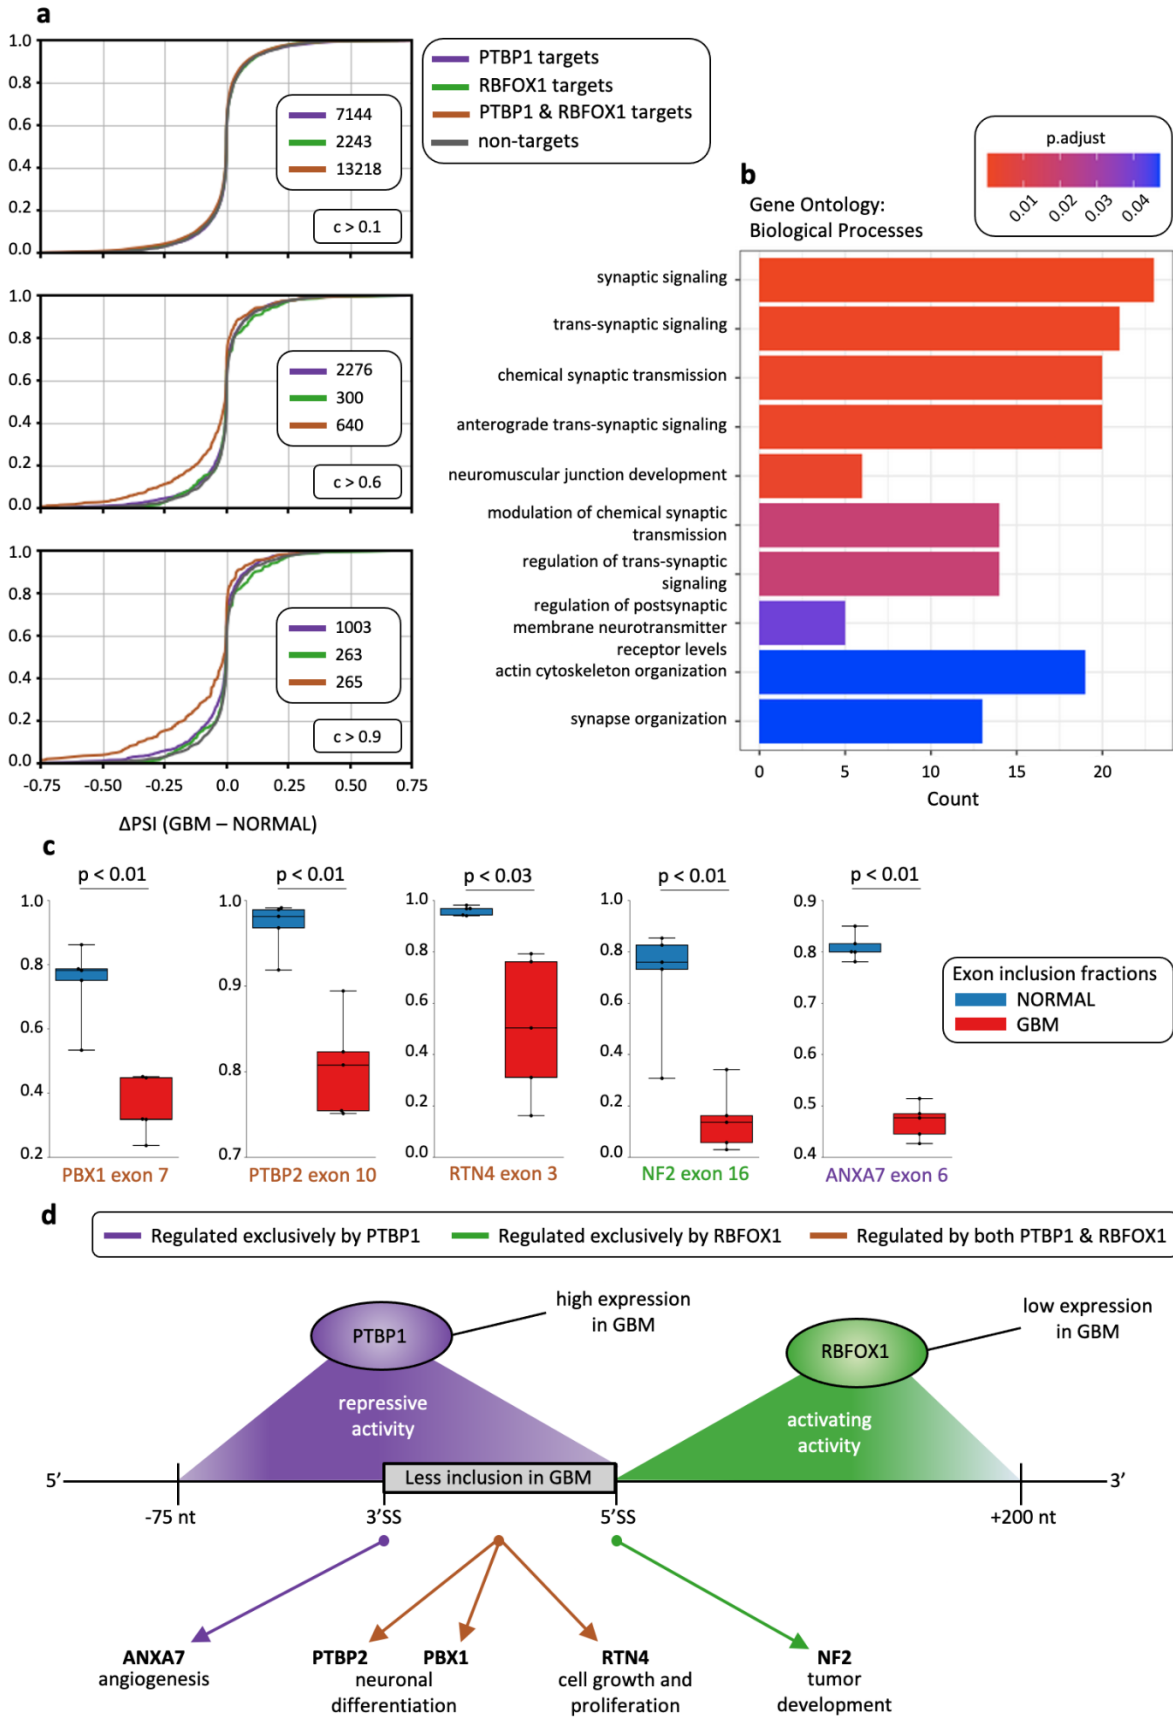 a
1.0
0.8
0.6
0.4
0.2
0.0
7144
2243
13218
c > 0.1
PTBP1 targets
RBFOX1 targets
PTBP1 & RBFOX1 targets
non-targets
1.0
0.8
0.6
0.4
0.2
0.0
2276
300
640
c > 0.6
1.0
0.8
0.6
0.4
0.2
0.0
1003
263
265
c > 0.9
-0.75
-0.50
-0.25
0.0
0.25
0.50
0.75
ΔPSI (GBM – NORMAL)
b
p.adjust
0.01
0.02
0.03
0.04
Gene Ontology:
Biological Processes
synaptic signaling
trans-synaptic signaling
chemical synaptic transmission
anterograde trans-synaptic signaling
neuromuscular junction development
modulation of chemical synaptic
transmission
regulation of trans-synaptic
signaling
regulation of postsynaptic
membrane neurotransmitter
receptor levels
actin cytoskeleton organization
synapse organization
0
5
10
15
20
Count
c
p < 0.01
1.0
0.8
0.6
0.4
0.2
PBX1 exon 7
p < 0.01
1.0
0.9
0.8
0.7
PTBP2 exon 10
p < 0.03
1.0
0.8
0.6
0.4
0.2
0.0
RTN4 exon 3
p < 0.01
1.0
0.8
0.6
0.4
0.2
0.0
NF2 exon 16
p < 0.01
0.9
0.8
0.7
0.6
0.5
0.4
ANXA7 exon 6
Exon inclusion fractions
NORMAL
GBM
d
Regulated exclusively by PTBP1
Regulated exclusively by RBFOX1
Regulated by both PTBP1 & RBFOX1
PTBP1
high expression
in GBM
RBFOX1
low expression
in GBM
repressive
activity
activating
activity
5’
Less inclusion in GBM
3’
-75 nt
3’SS
5’SS
+200 nt
ANXA7
angiogenesis
PTBP2
PBX1
neuronal
differentiation
RTN4
cell growth and
proliferation
NF2
tumor
development